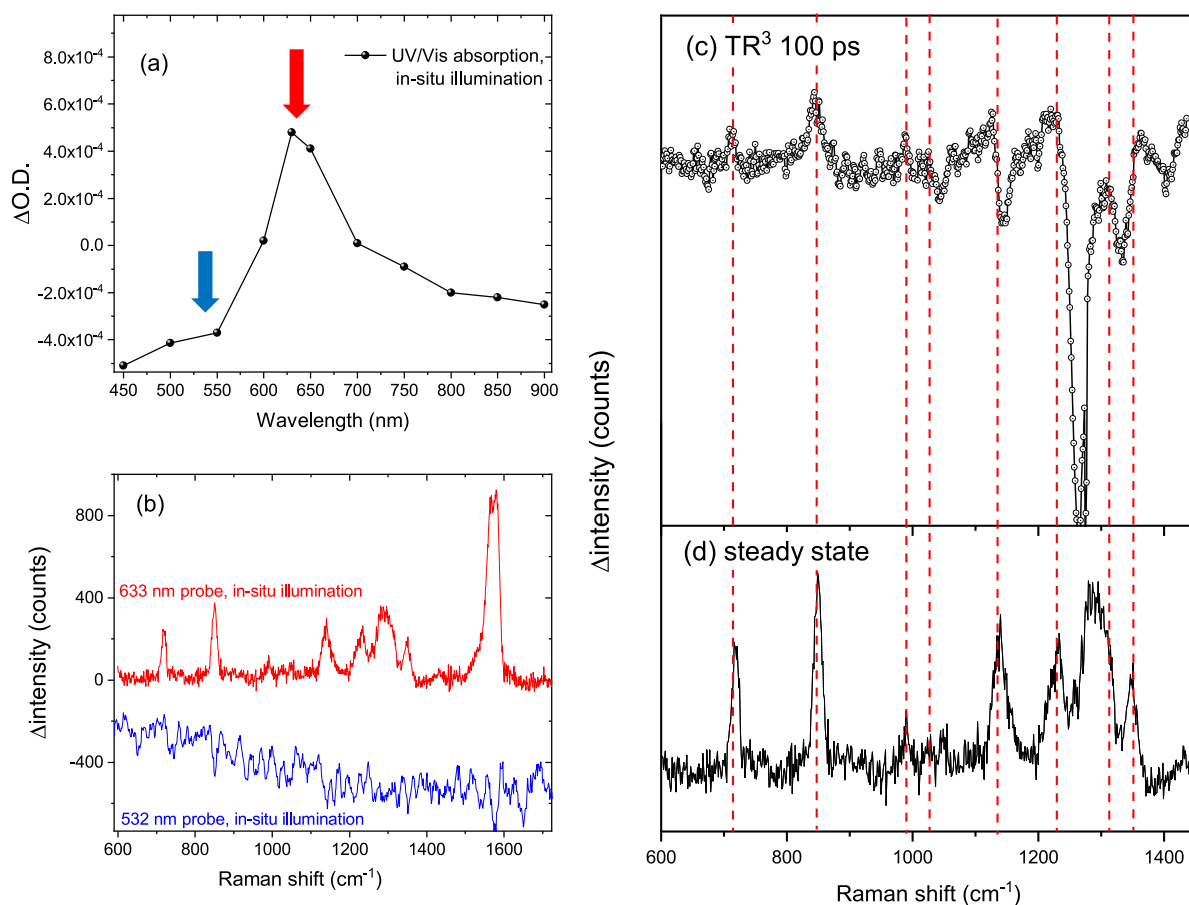 (a)
UV/Vis absorption,
in-situ illumination
8.0x10⁻⁴
6.0x10⁻⁴
4.0x10⁻⁴
2.0x10⁻⁴
0.0
-2.0x10⁻⁴
-4.0x10⁻⁴
ΔO.D.
450 500 550 600 650 700 750 800 850 900
Wavelength (nm)
(b)
800
400
0
-400
Δintensity (counts)
633 nm probe, in-situ illumination
532 nm probe, in-situ illumination
600 800 1000 1200 1400 1600
Raman shift (cm⁻¹)
(c) TR³ 100 ps
Δintensity (counts)
(d) steady state
600 800 1000 1200 1400
Raman shift (cm⁻¹)